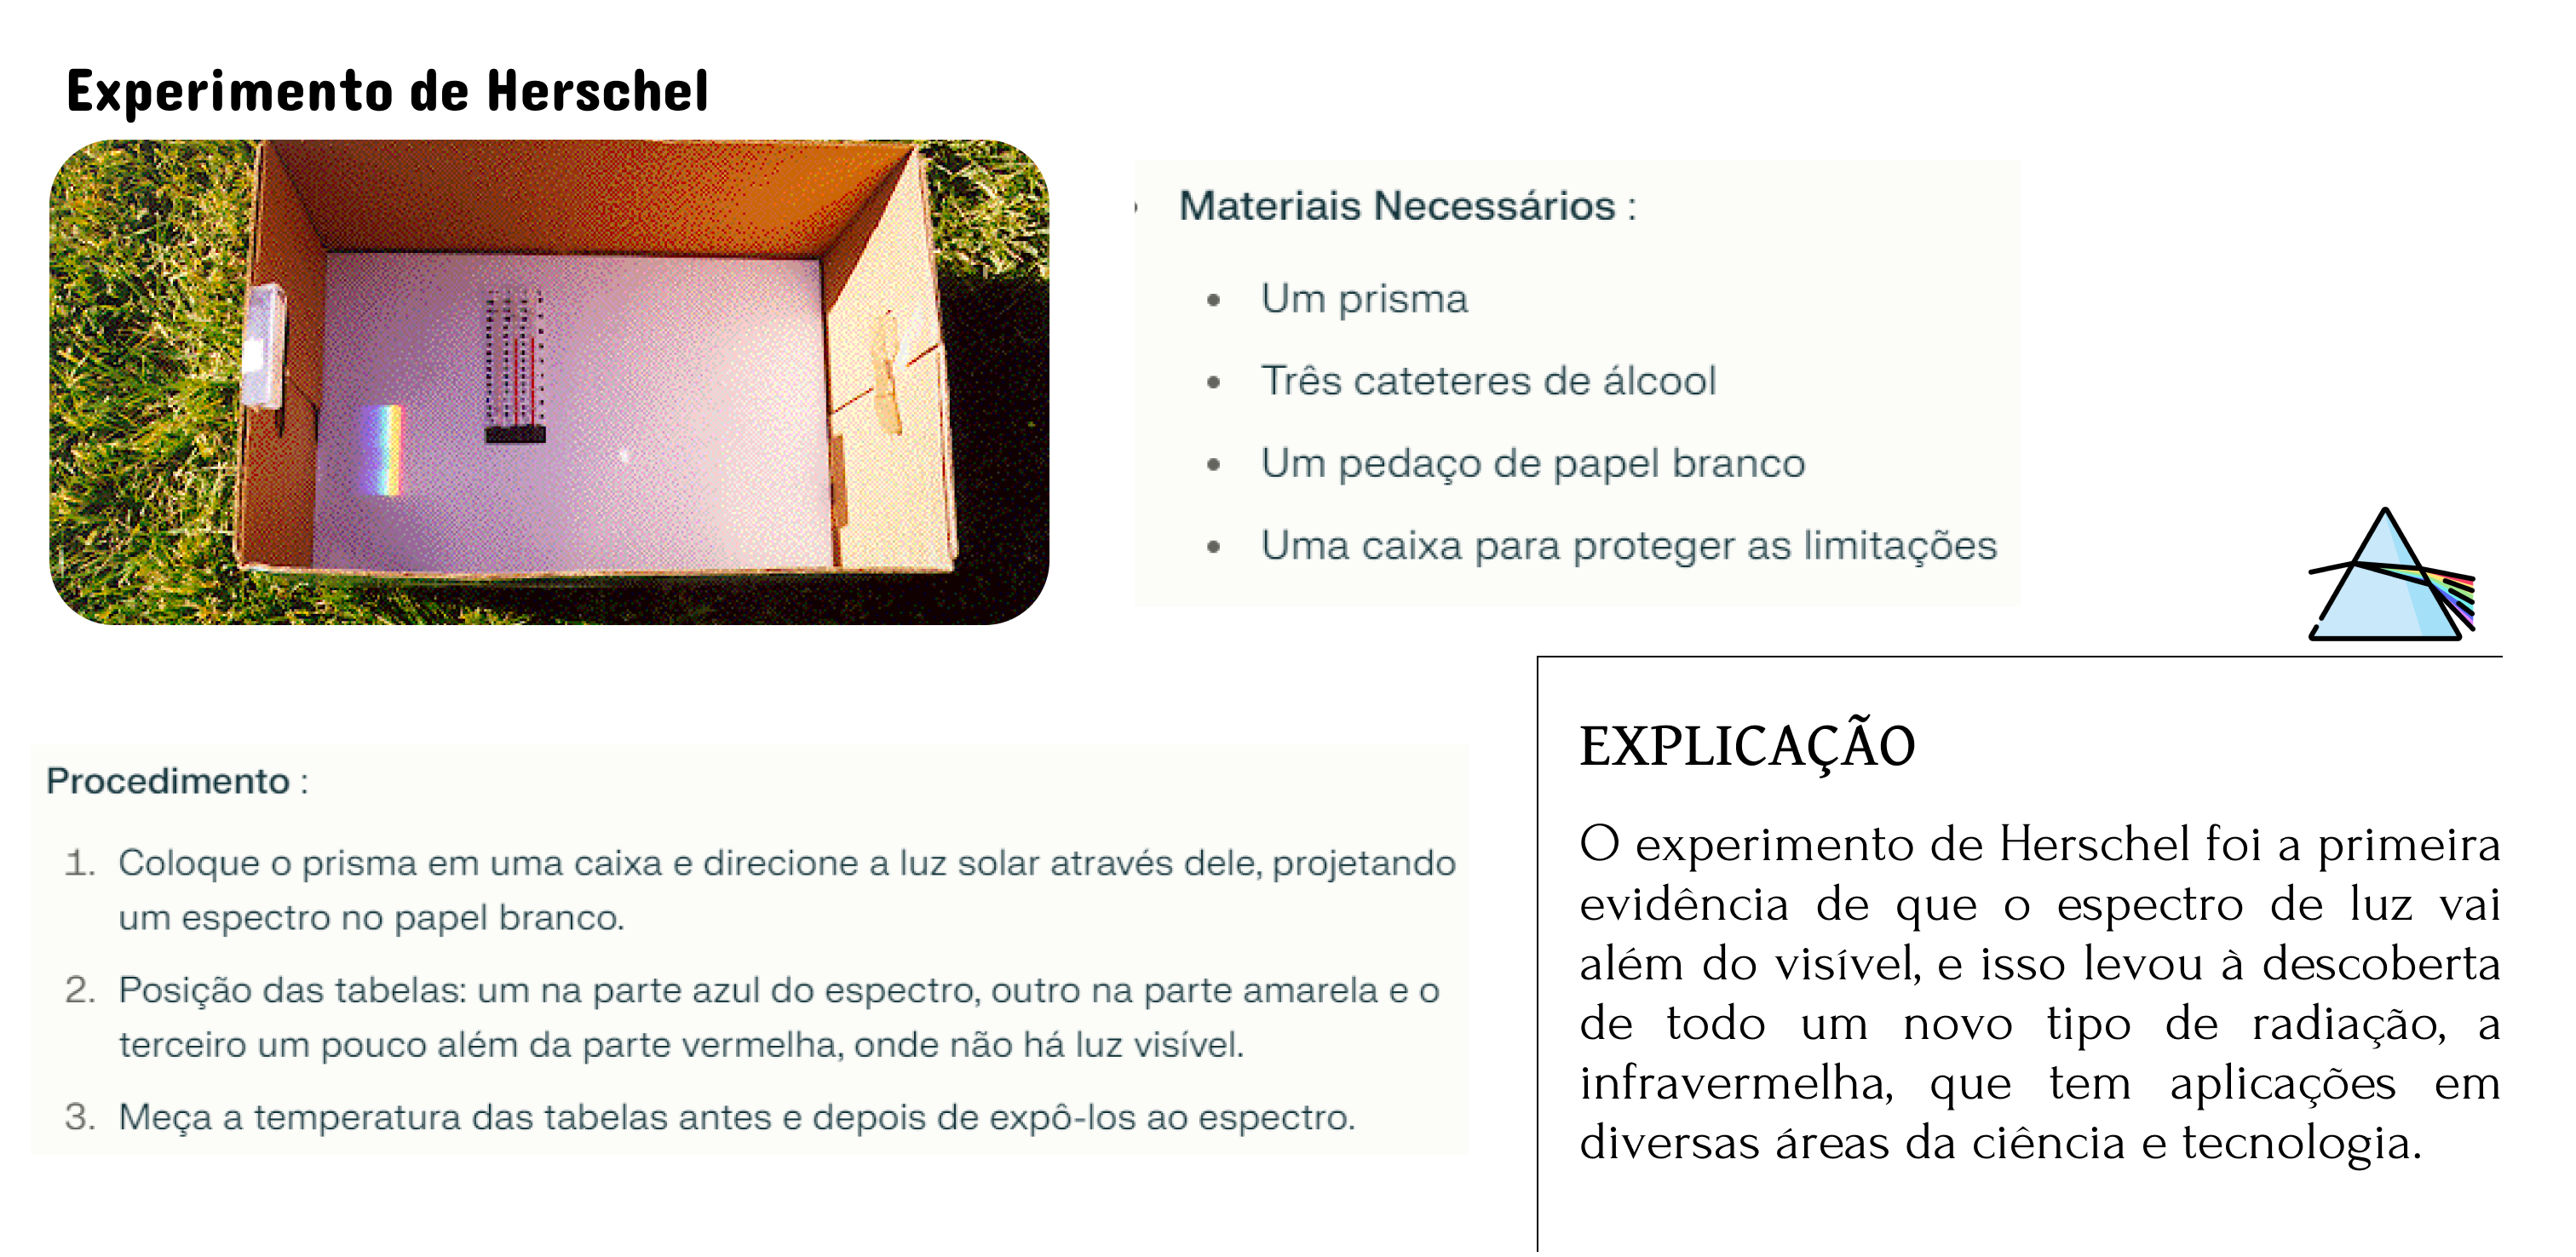 Experimento de Herschel
Materiais Necessários :
Um prisma
Três cateteres de álcool
Um pedaço de papel branco
Uma caixa para proteger as limitações
Procedimento :
1. Coloque o prisma em uma caixa e direcione a luz solar através dele, projetando
um espectro no papel branco.
2. Posição das tabelas: um na parte azul do espectro, outro na parte amarela e o
terceiro um pouco além da parte vermelha, onde não há luz visível.
3. Meça a temperatura das tabelas antes e depois de expô-los ao espectro.
EXPLICAÇÃO
O experimento de Herschel foi a primeira
evidência de que o espectro de luz vai
além do visível, e isso levou à descoberta
de todo um novo tipo de radiação, a
infravermelha, que tem aplicações em
diversas áreas da ciência e tecnologia.